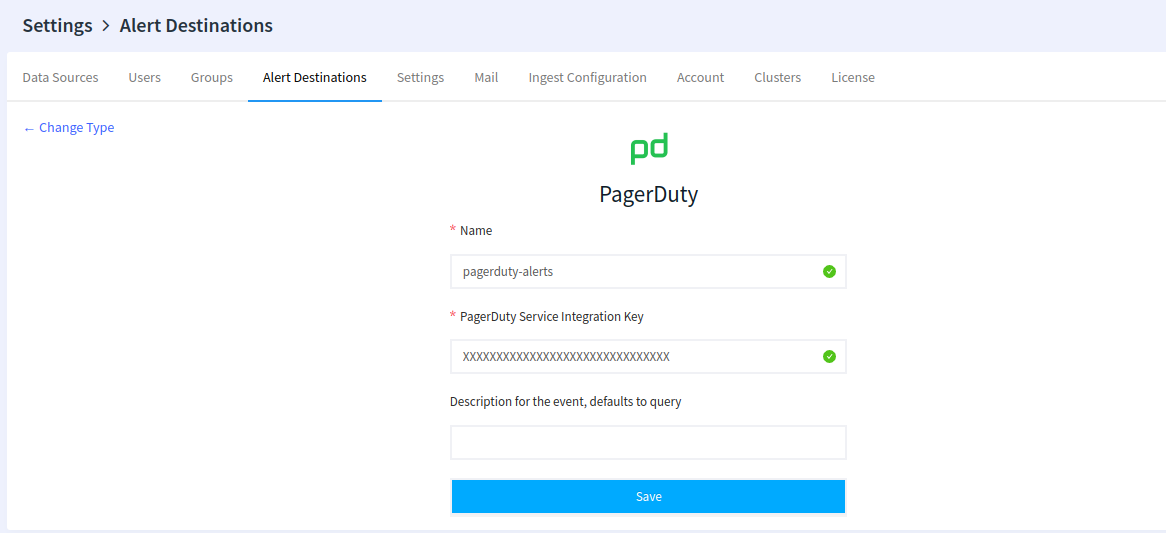 Settings > Alert Destinations
Data Sources Users Groups Alert Destinations Settings Mail Ingest Configuration Account Clusters License
← Change Type
pd
PagerDuty
* Name
pagerduty-alerts
* PagerDuty Service Integration Key
XXXXXXXXXXXXXXXXXXXXXXXXXXXXXXXX
Description for the event, defaults to query
Save